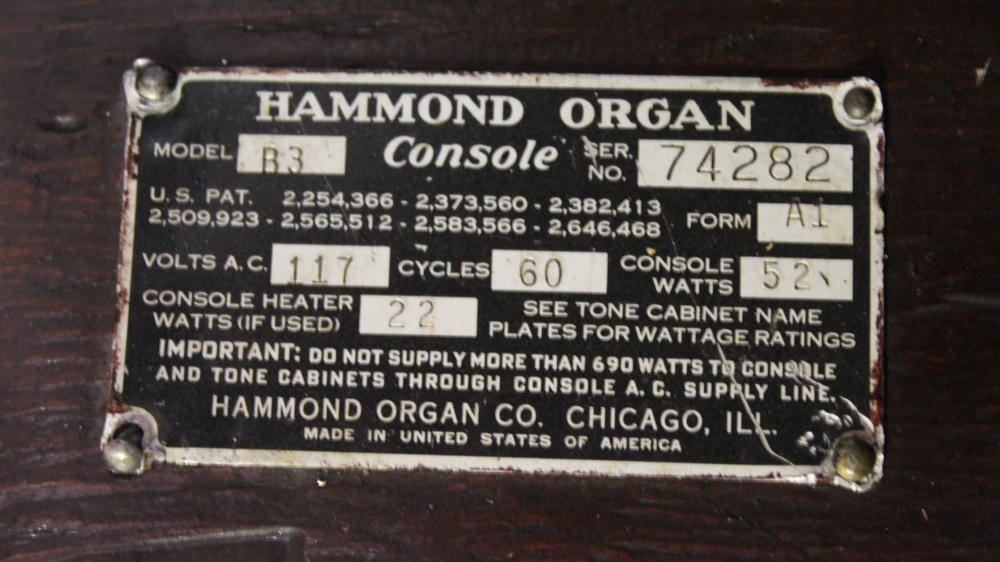 HAMMOND ORGAN
MODEL B3 Console SER. NO. 74282
U. S. PAT. 2,254,366 - 2,373,560 - 2,382,413
2,509,923 - 2,565,512 - 2,583,566 - 2,646,468 FORM A1
VOLTS A.C. 117 CYCLES 60 CONSOLE WATTS 52
CONSOLE HEATER WATTS (IF USED) 22 SEE TONE CABINET NAME PLATES FOR WATTAGE RATINGS
IMPORTANT: DO NOT SUPPLY MORE THAN 690 WATTS TO CONSOLE
AND TONE CABINETS THROUGH CONSOLE A.C. SUPPLY LINE.
HAMMOND ORGAN CO. CHICAGO, ILL.
MADE IN UNITED STATES OF AMERICA